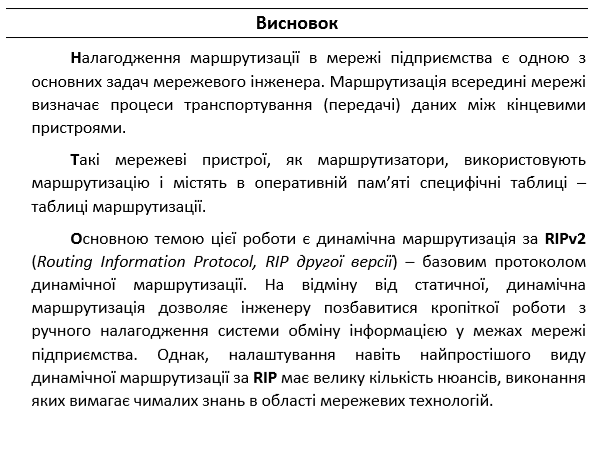 Висновок
Налагодження маршрутизації в мережі підприємства є одною з
основних задач мережевого інженера. Маршрутизація всередині мережі
визначає процеси транспортування (передачі) даних між кінцевими
пристроями.
Такі мережеві пристрої, як маршрутизатори, використовують
маршрутизацію і містять в оперативній пам’яті специфічні таблиці –
таблиці маршрутизації.
Основною темою цієї роботи є динамічна маршрутизація за RIPv2
(Routing Information Protocol, RIP другої версії) – базовим протоколом
динамічної маршрутизації. На відміну від статичної, динамічна
маршрутизація дозволяє інженеру позбавитися кропіткої роботи з
ручного налагодження системи обміну інформацією у межах мережі
підприємства. Однак, налаштування навіть найпростішого виду
динамічної маршрутизації за RIP має велику кількість нюансів, виконання
яких вимагає чималих знань в області мережевих технологій.